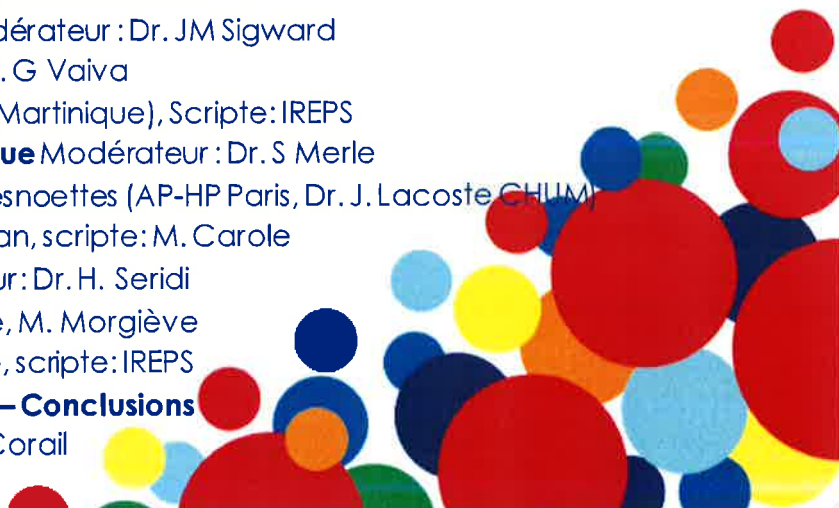 dérateur : Dr. JM Sigward
. G Vaiva
Martinique), Scripte: IREPS
ue Modérateur : Dr. S Merle
esnoettes (AP-HP Paris, Dr. J. Lacoste CHUM)
an, scripte: M. Carole
ur: Dr. H. Seridi
e, M. Morgiève
, scripte: IREPS
– Conclusions
Corail